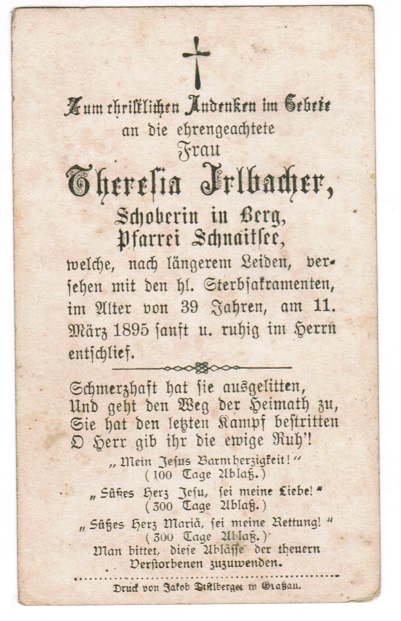 Zum christlichen Andenken im Gebete
an die ehrengeachtete
Frau
Theresia Irlbacher,
Schoberin in Berg,
Pfarrei Schnaitsee,
welche, nach längerem Leiden, ver-
sehen mit den hl. Sterbsakramenten,
im Alter von 39 Jahren, am 11.
März 1895 sanft u. ruhig im Herrn
entschlief.
Schmerzhaft hat sie ausgelitten,
Und geht den Weg der Heimath zu,
Sie hat den letzten Kampf bestritten
O Herr gib ihr die ewige Ruh'!
„Mein Jesus Barmherzigkeit!"
(100 Tage Ablaß.)
„Süßes Herz Jesu, sei meine Liebe!"
(300 Tage Ablaß.)
„Süßes Herz Mariä, sei meine Rettung!"
(300 Tage Ablaß.)
Man bittet, diese Ablässe der theuern
Verstorbenen zuzuwenden.
Druck von Jakob Distlberger in Graßau.